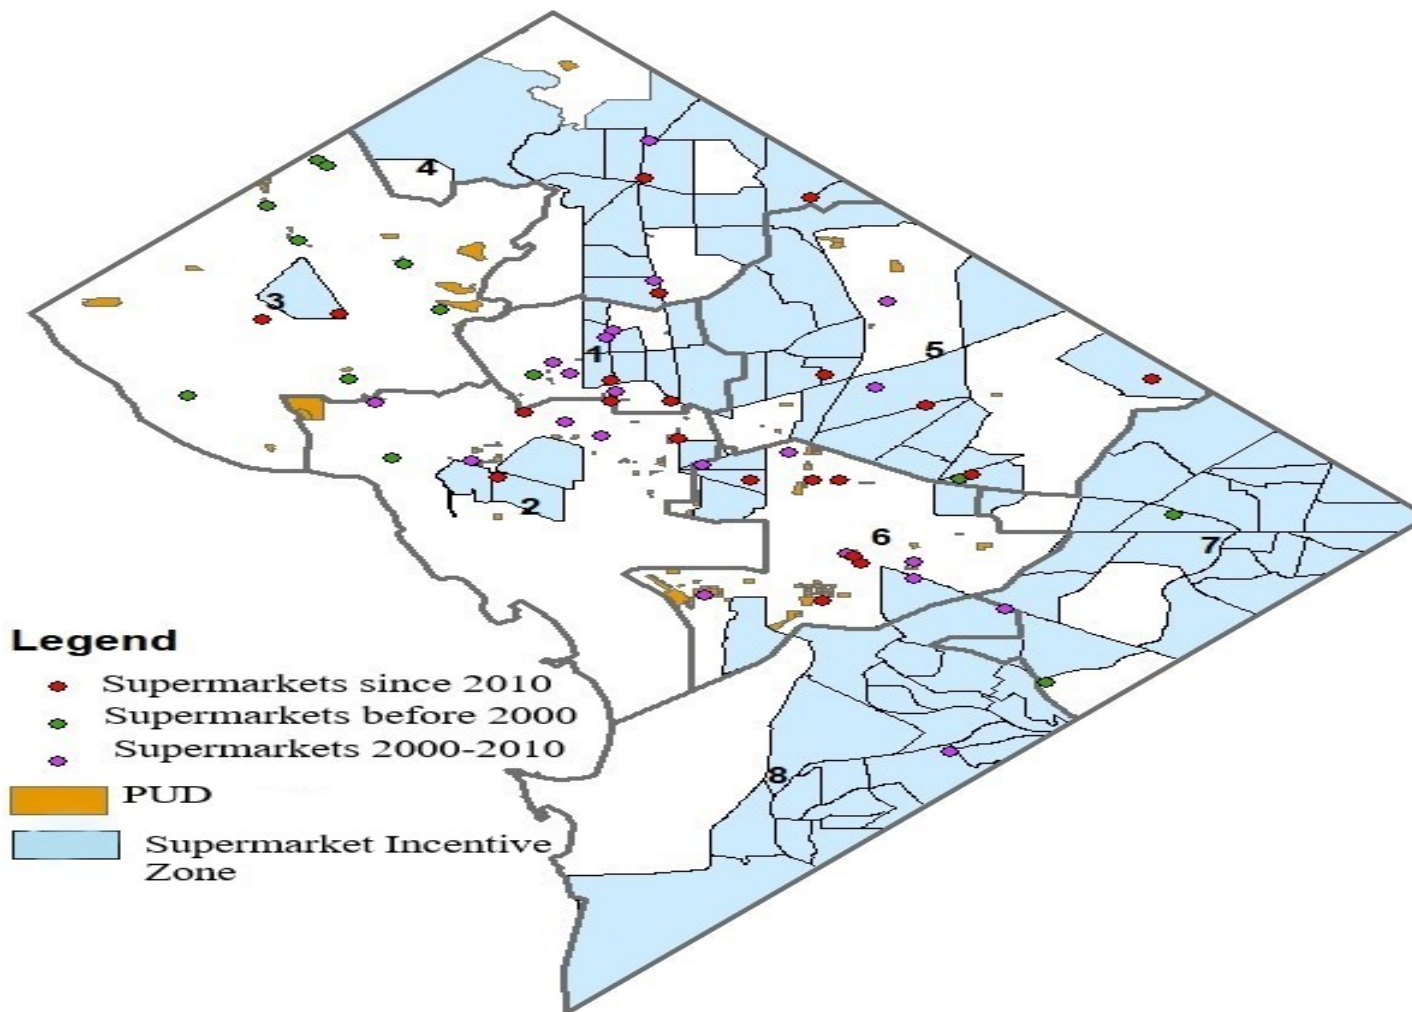 4
3
1
5
2
6
7
8
Legend
Supermarkets since 2010
Supermarkets before 2000
Supermarkets 2000-2010
PUD
Supermarket Incentive
Zone